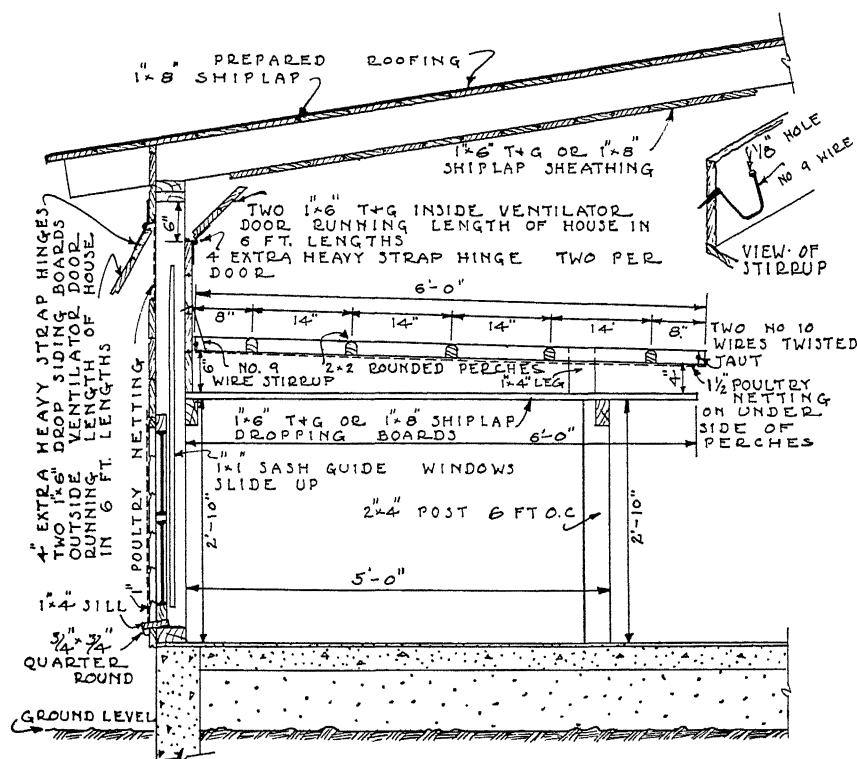 PREPARED ROOFING
1"x8" SHIPLAP
1"x6" T+G OR 1"x8"
SHIPLAP SHEATHING
1/8" HOLE
NO 9 WIRE
VIEW OF
STIRRUP
6"
TWO 1"x6" T+G INSIDE VENTILATOR
DOOR RUNNING LENGTH OF HOUSE IN
6 FT. LENGTHS
4 EXTRA HEAVY STRAP HINGE TWO PER
DOOR
4" EXTRA HEAVY STRAP HINGES
TWO 1"x6" DROP SIDING BOARDS
OUTSIDE VENTILATOR DOOR
RUNNING LENGTH OF HOUSE
IN 6 FT. LENGTHS
1" POULTRY NETTING
6'-0"
8" 14" 14" 14" 14' 8"
TWO NO 10
WIRES TWISTED
TAUT
6"
NO. 9
WIRE STIRRUP
2x2 ROUNDED PERCHES
1"x4" LEG
4"
1 1/2" POULTRY
NETTING
ON UNDER
SIDE OF
PERCHES
1"x6" T+G OR 1"x8" SHIPLAP
DROPPING BOARDS
6'-0"
1"x1" SASH GUIDE WINDOWS
SLIDE UP
2"x4" POST 6 FT O.C
2'-10"
2'-10"
5'-0"
1"x4" SILL
3/4" x 3/4"
QUARTER
ROUND
GROUND LEVEL